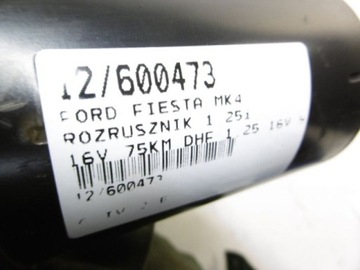 12/600473
FORD FIESTA MK4
ROZRUSZNIK 1 25i
16V 75KM DHF 1 25 16V
12/600473